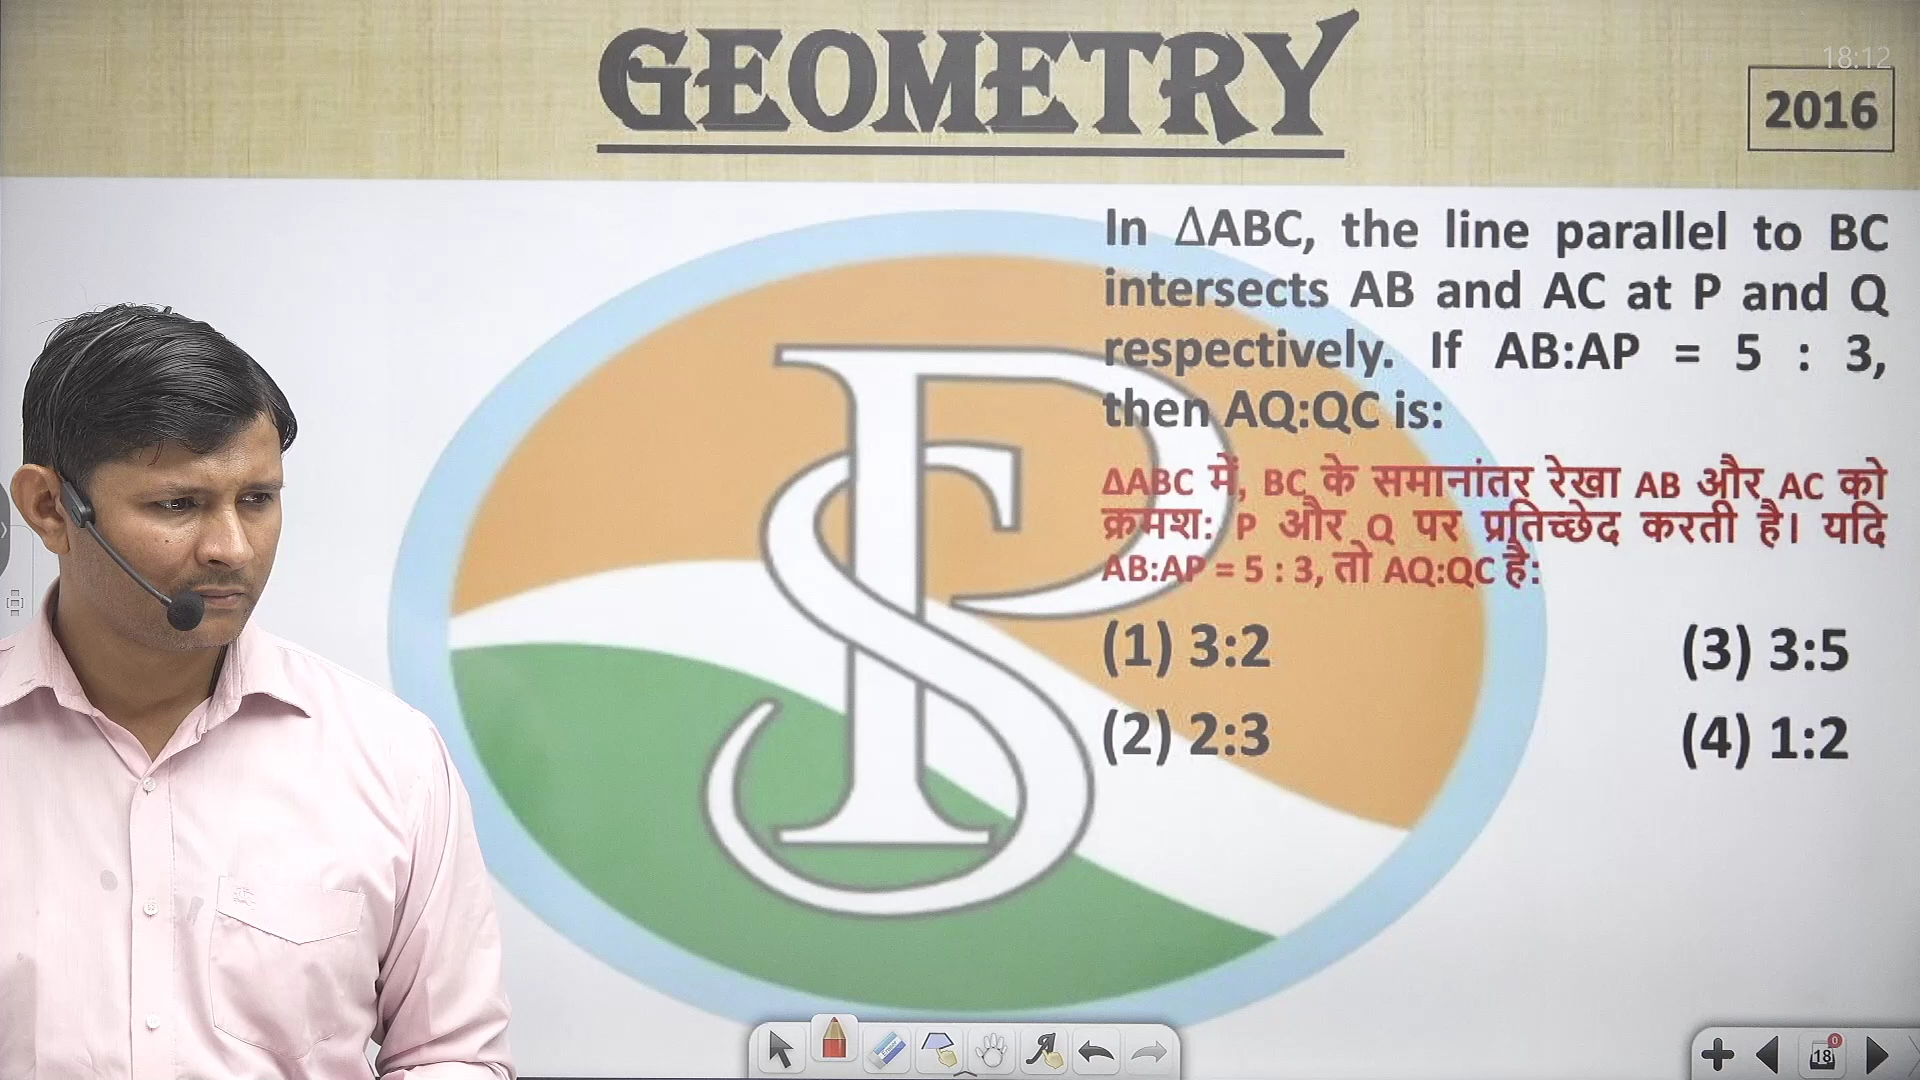 GEOMETRY
18:12
2016
In ΔABC, the line parallel to BC
intersects AB and AC at P and Q
respectively. If AB:AP = 5 : 3,
then AQ:QC is:
ΔABC में, BC के समानांतर रेखा AB और AC को
क्रमश: P और Q पर प्रतिच्छेद करती है। यदि
AB:AP = 5 : 3, तो AQ:QC है:
(1) 3:2 (3) 3:5
(2) 2:3 (4) 1:2
18
0